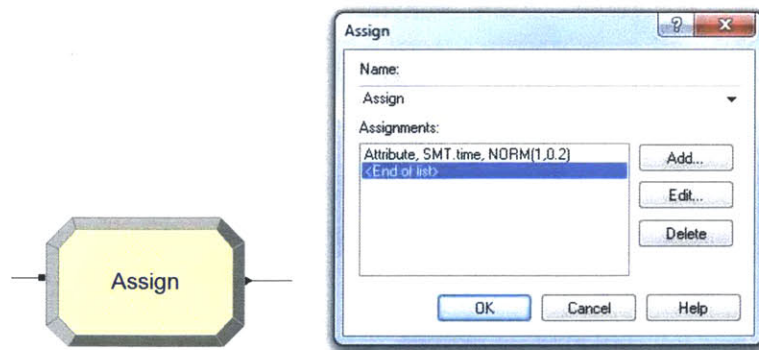 Assign
Assign
Name:
Assign
Assignments:
Attribute, SMT.time, NORM(1,0.2)
<End of list>
Add...
Edit...
Delete
OK
Cancel
Help